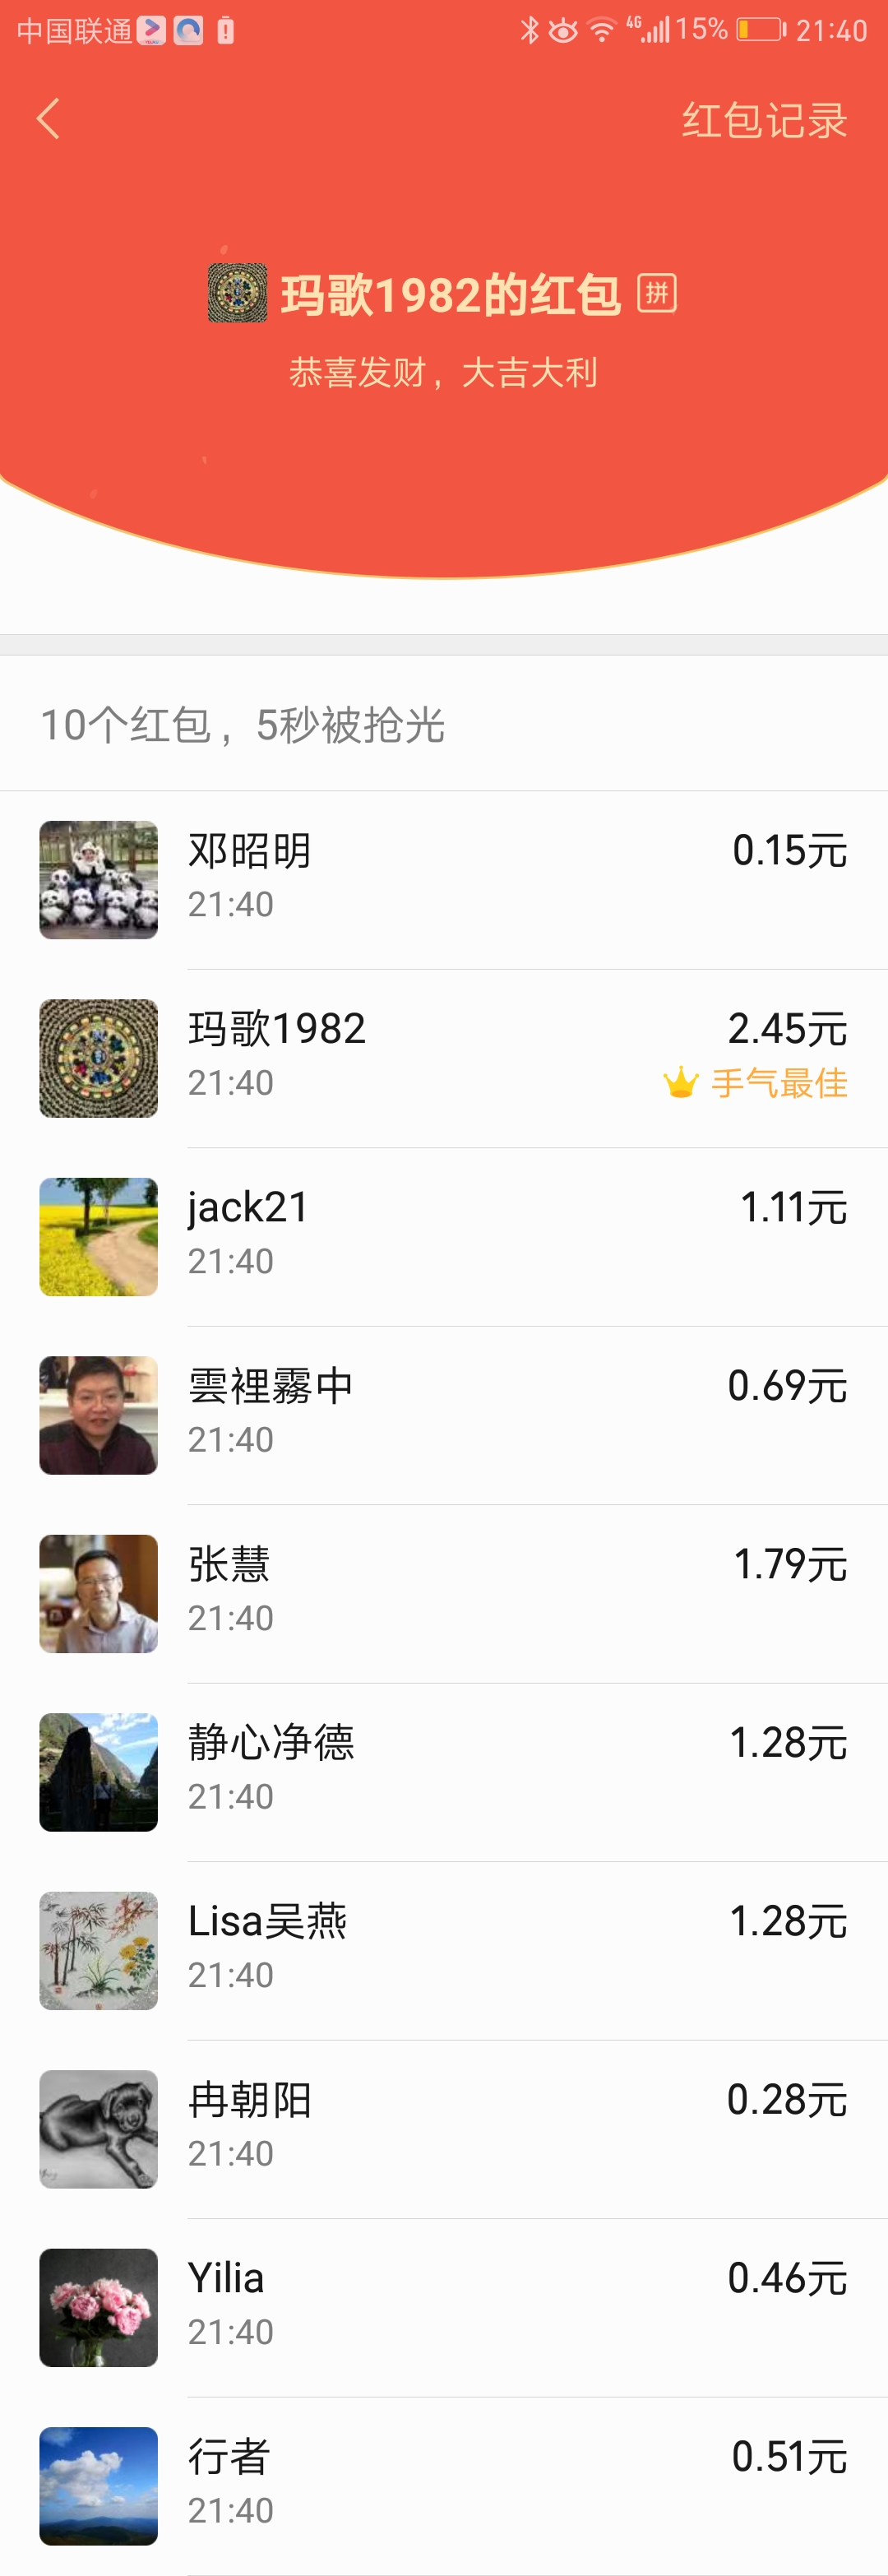 中国联通 4G 15% 21:40
红包记录
玛歌1982的红包 拼
恭喜发财，大吉大利
10个红包，5秒被抢光
邓昭明 0.15元
21:40
玛歌1982 2.45元
21:40 手气最佳
jack21 1.11元
21:40
雲裡霧中 0.69元
21:40
张慧 1.79元
21:40
静心净德 1.28元
21:40
Lisa吴燕 1.28元
21:40
冉朝阳 0.28元
21:40
Yilia 0.46元
21:40
行者 0.51元
21:40